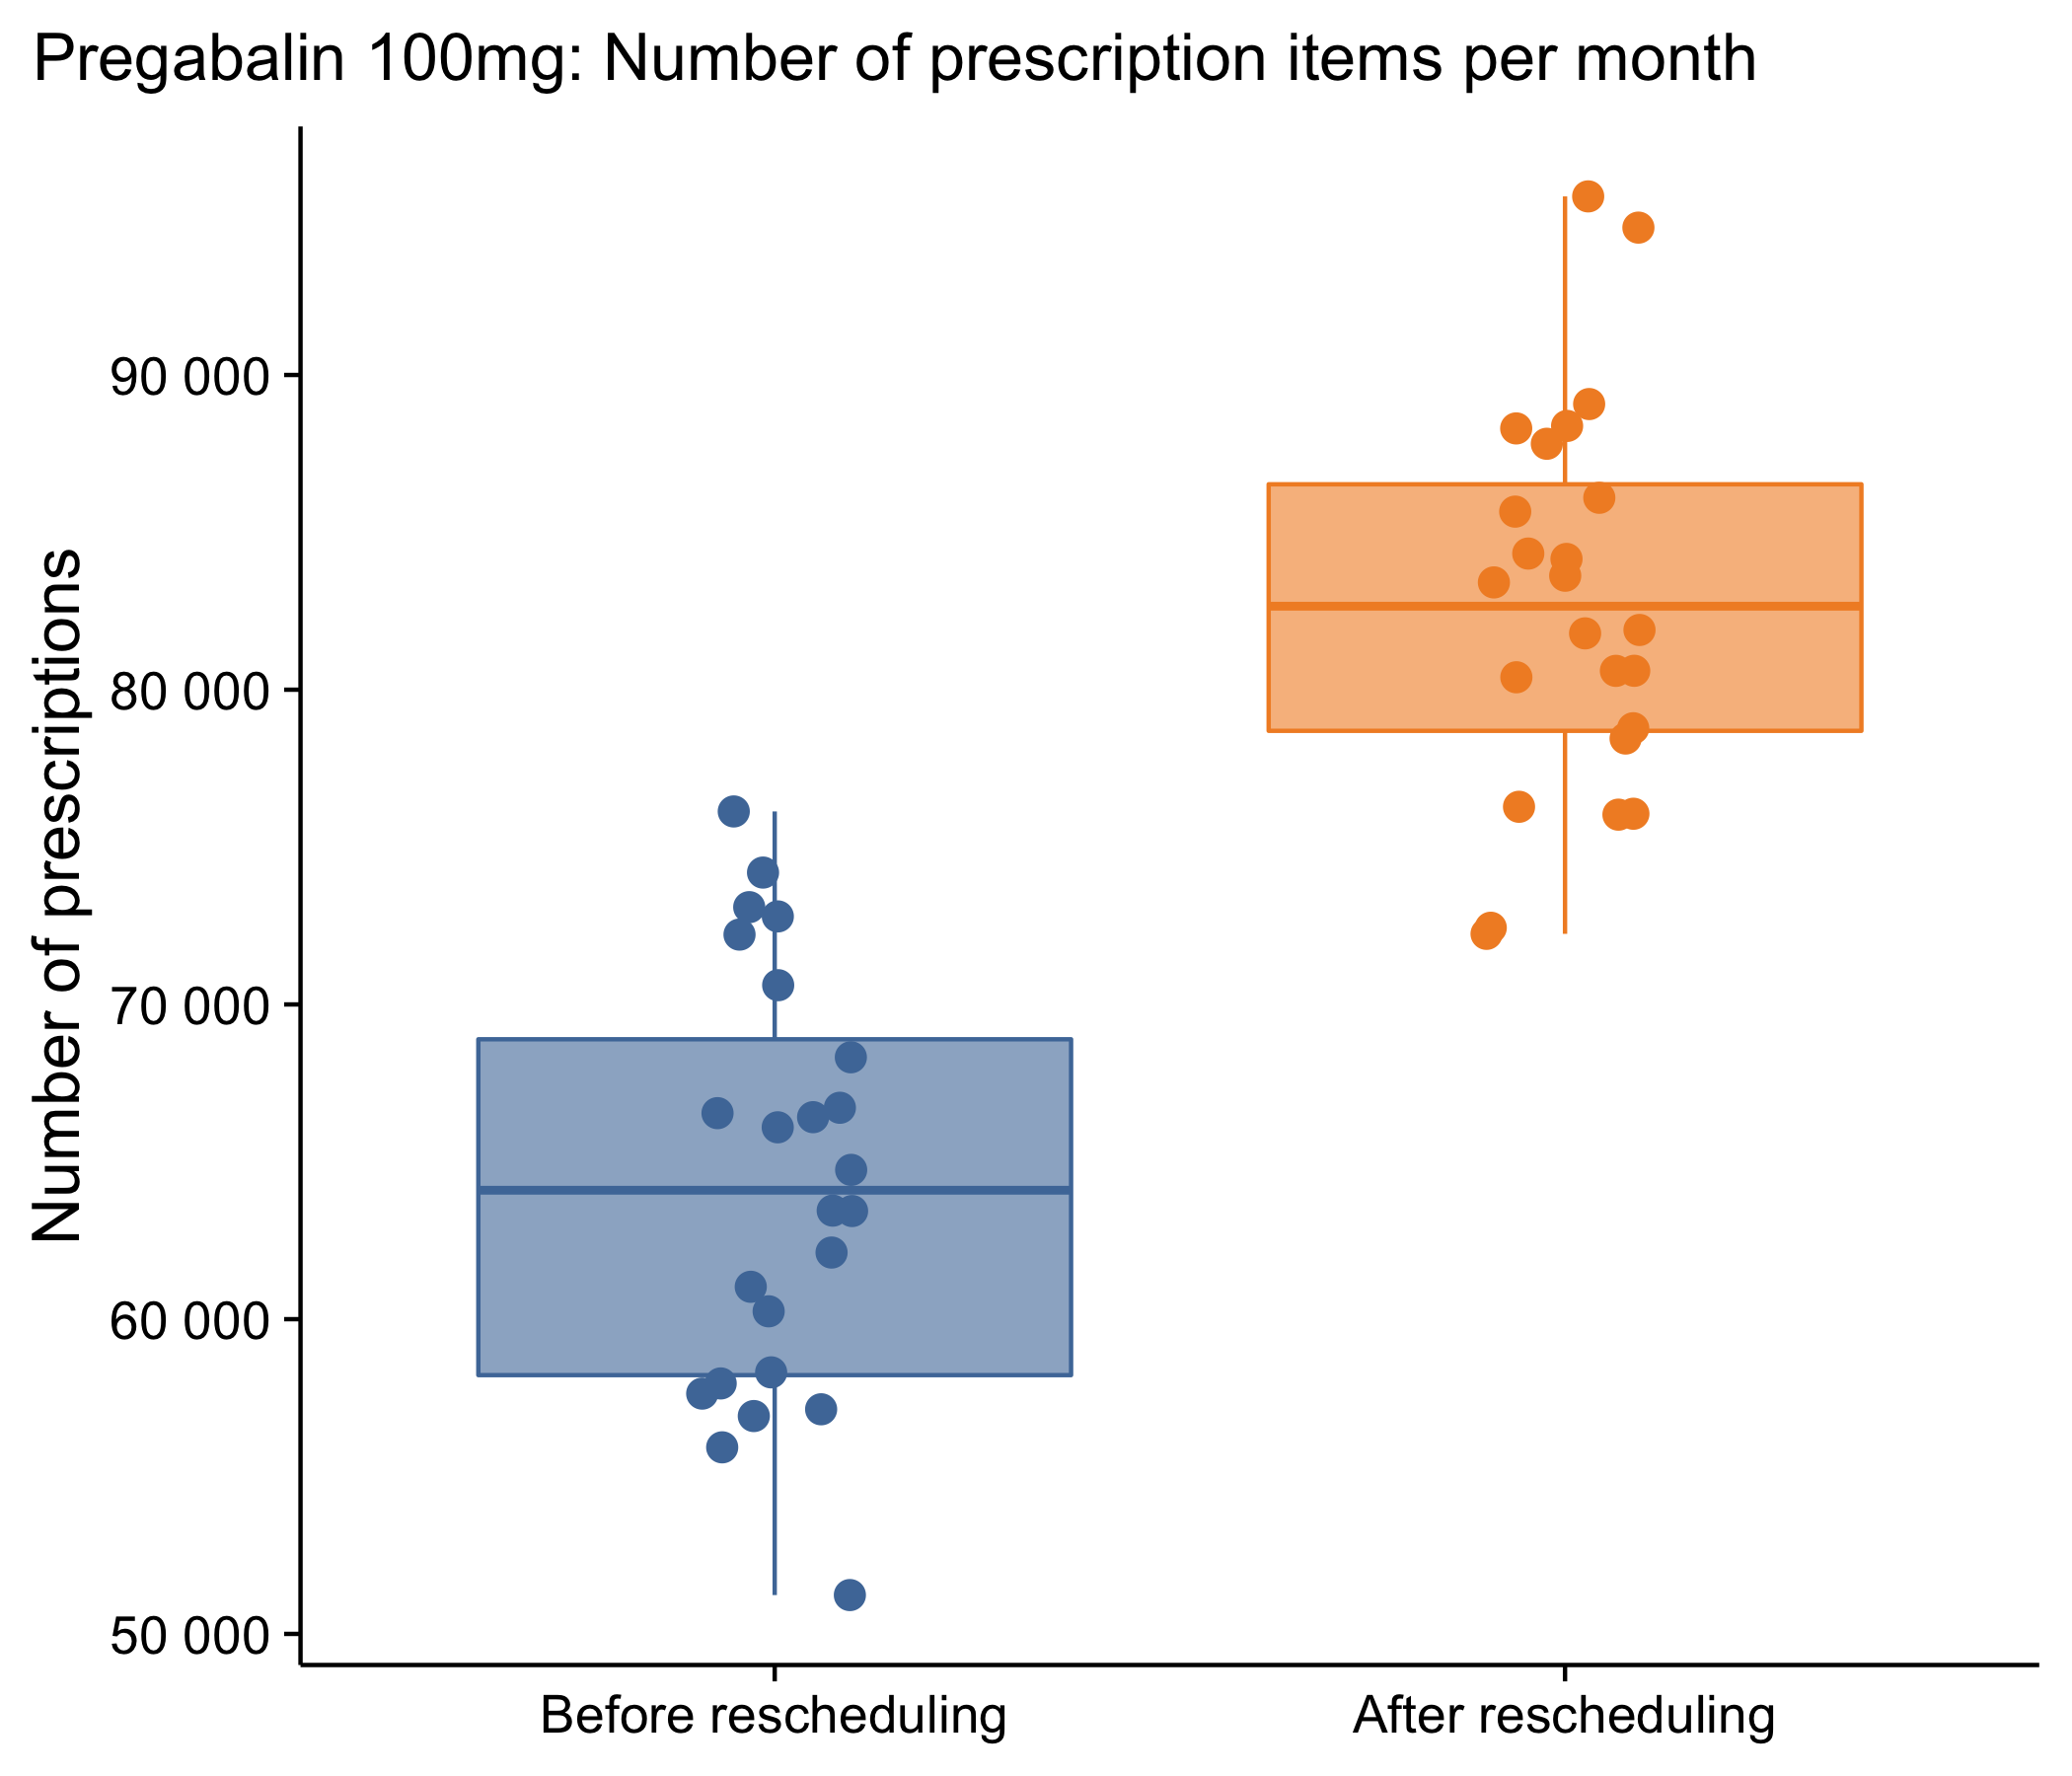 Pregabalin 100mg: Number of prescription items per month
Number of prescriptions
90 000
80 000
70 000
60 000
50 000
Before rescheduling
After rescheduling